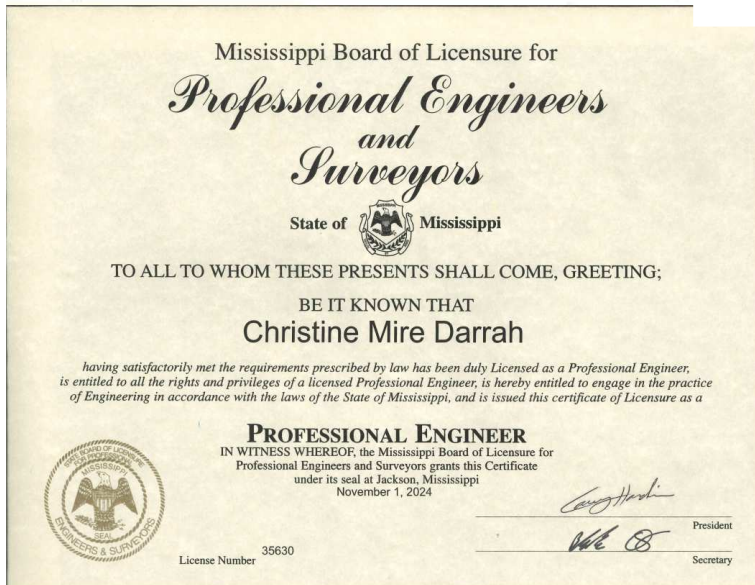 Mississippi Board of Licensure for
Professional Engineers
and
Surveyors
State of Mississippi
TO ALL TO WHOM THESE PRESENTS SHALL COME, GREETING;
BE IT KNOWN THAT
Christine Mire Darrah
having satisfactorily met the requirements prescribed by law has been duly Licensed as a Professional Engineer,
is entitled to all the rights and privileges of a licensed Professional Engineer, is hereby entitled to engage in the practice
of Engineering in accordance with the laws of the State of Mississippi, and is issued this certificate of Licensure as a
PROFESSIONAL ENGINEER
IN WITNESS WHEREOF, the Mississippi Board of Licensure for
Professional Engineers and Surveyors grants this Certificate
under its seal at Jackson, Mississippi
November 1, 2024
STATE BOARD OF LICENSURE
FOR PROFESSIONAL
MISSISSIPPI
SEAL
ENGINEERS & SURVEYORS
President
License Number 35630
Secretary